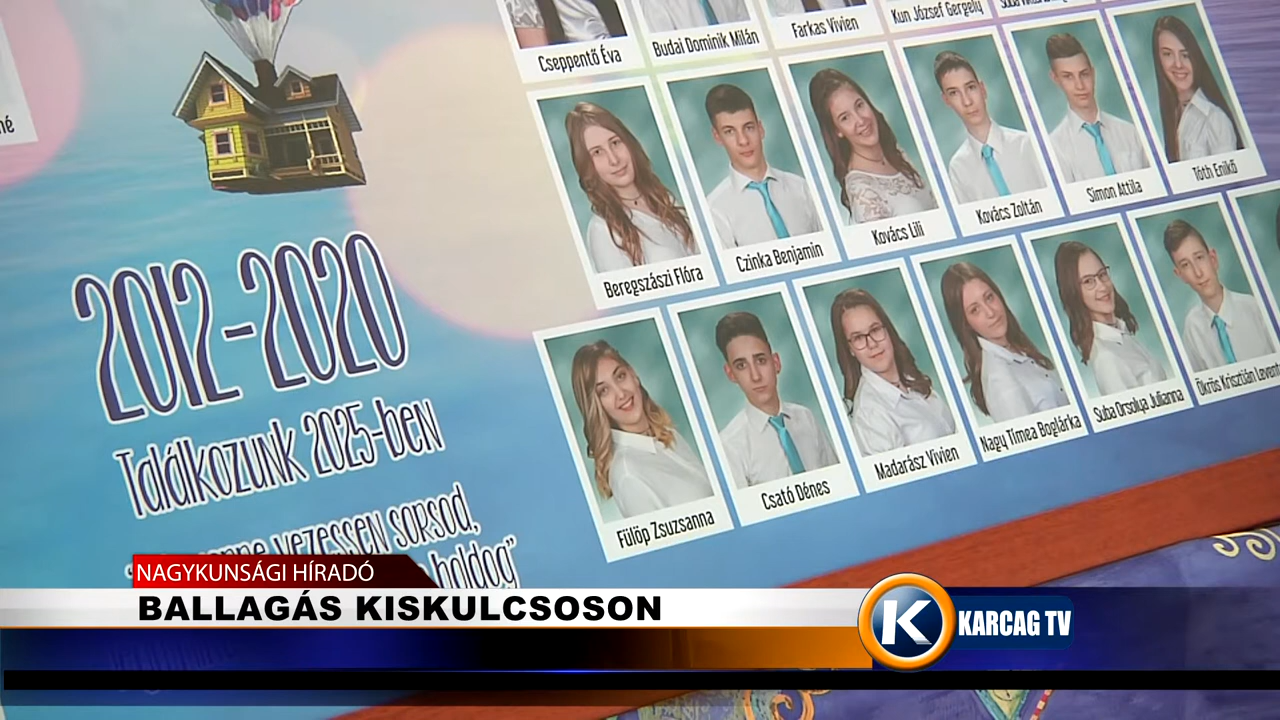 né
Cseppentő Éva
Budai Dominik Milán
Farkas Vivien
Kun József Gergely
Beregszászi Flóra
Czinka Benjamin
Kovács Lili
Kovács Zoltán
Simon Attila
Tóth Enikő
Fülöp Zsuzsanna
Csató Dénes
Madarász Vivien
Nagy Tímea Boglárka
Suba Orsolya Julianna
Ökrös Krisztián Levent
2012-2020
Találkozunk 2025-ben
vezessen sorsod,
boldog"
NAGYKUNSÁGI HÍRADÓ
BALLAGÁS KISKULCSOSON
K KARCAG TV